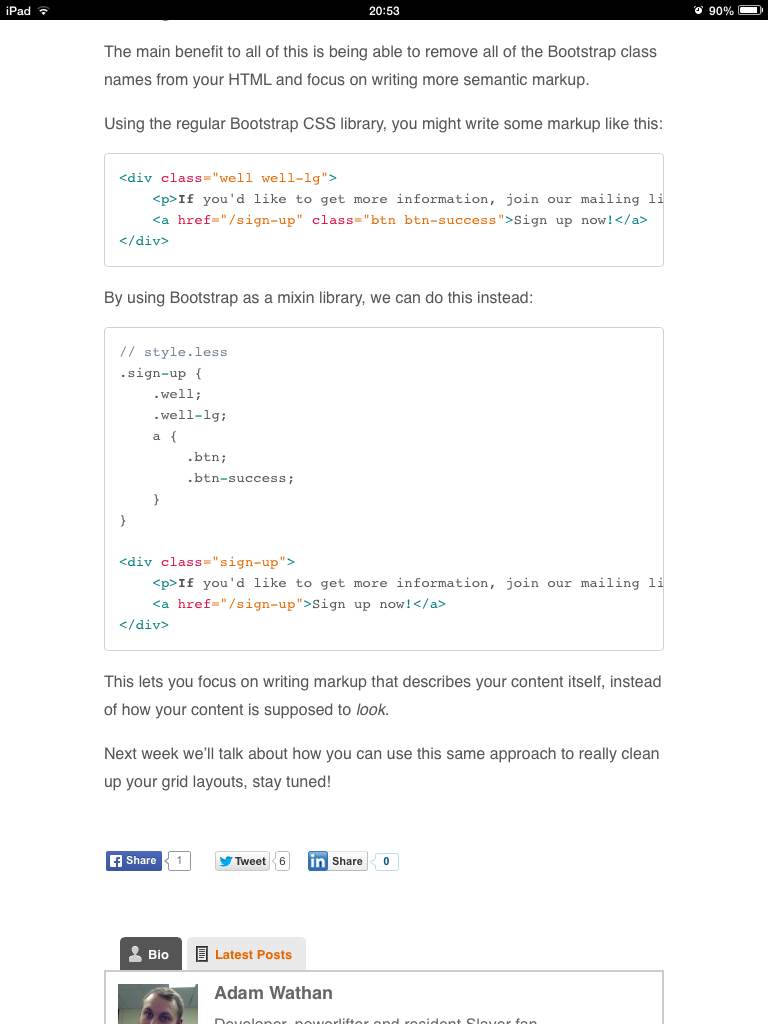 iPad 20:53 90%
The main benefit to all of this is being able to remove all of the Bootstrap class
names from your HTML and focus on writing more semantic markup.
Using the regular Bootstrap CSS library, you might write some markup like this:
<div class="well well-lg">
    <p>If you'd like to get more information, join our mailing li
    <a href="/sign-up" class="btn btn-success">Sign up now!</a>
</div>
By using Bootstrap as a mixin library, we can do this instead:
// style.less
.sign-up {
    .well;
    .well-lg;
    a {
        .btn;
        .btn-success;
    }
}
<div class="sign-up">
    <p>If you'd like to get more information, join our mailing li
    <a href="/sign-up">Sign up now!</a>
</div>
This lets you focus on writing markup that describes your content itself, instead
of how your content is supposed to look.
Next week we'll talk about how you can use this same approach to really clean
up your grid layouts, stay tuned!
f Share 1 Tweet 6 in Share 0
Bio Latest Posts
Adam Wathan
Developer, powerlifter and resident Slayer fan